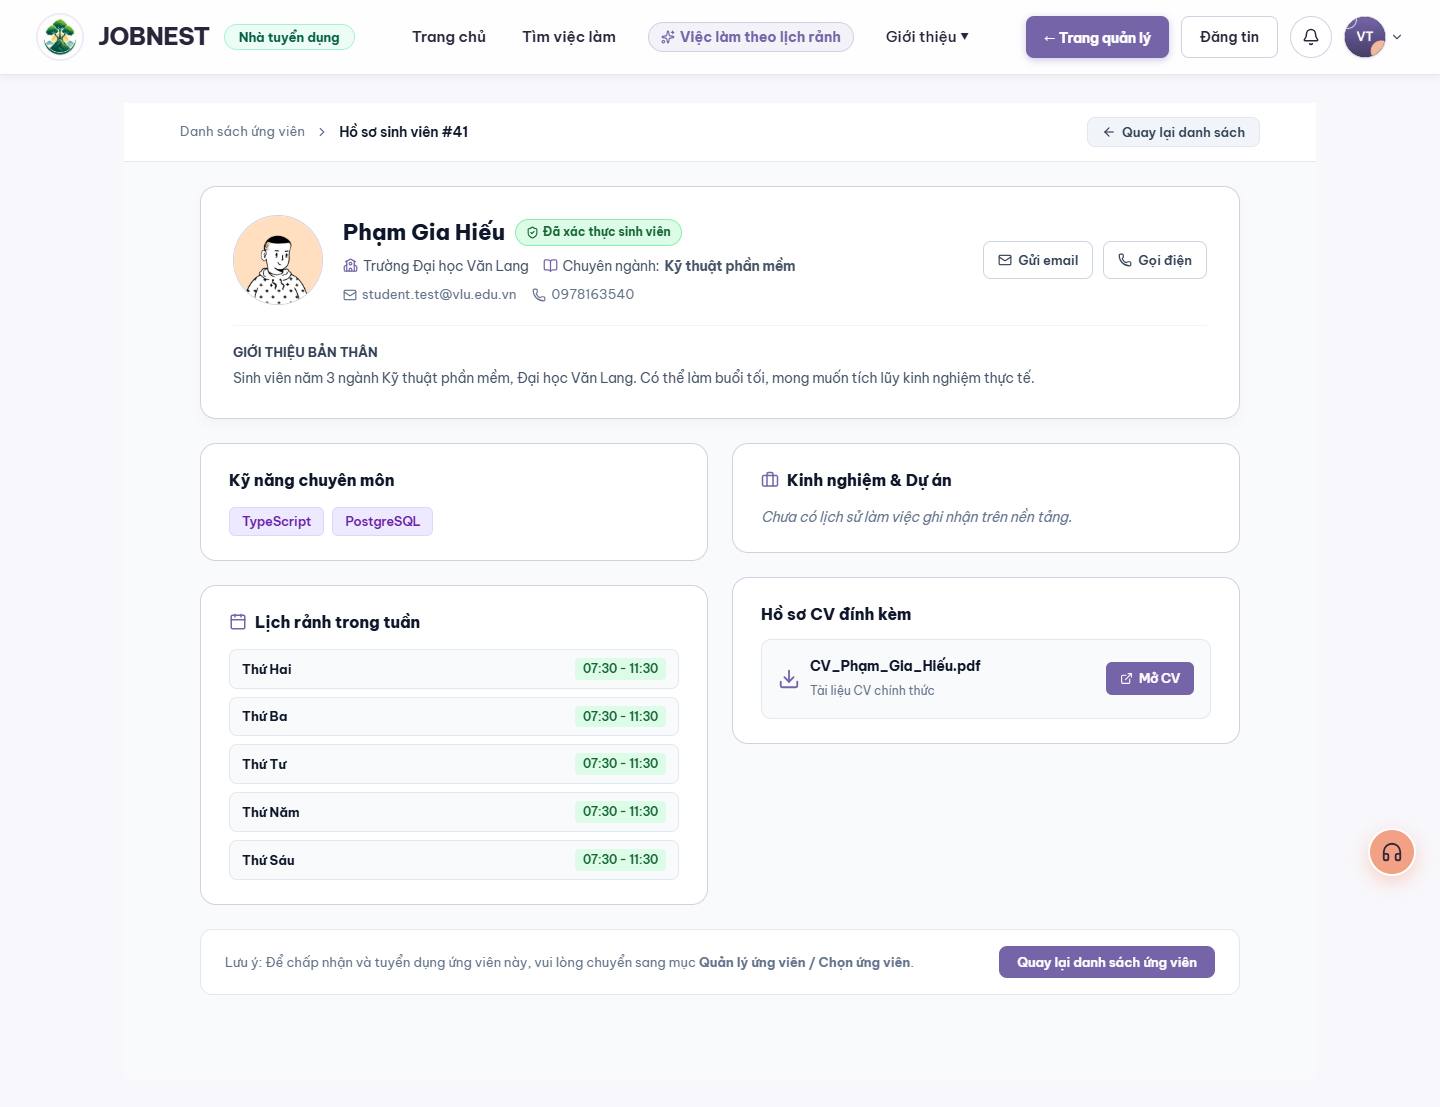 JOBNEST
Nhà tuyển dụng
Trang chủ
Tìm việc làm
Việc làm theo lịch rảnh
Giới thiệu ▾
← Trang quản lý
Đăng tin
VT
Danh sách ứng viên
Hồ sơ sinh viên #41
Quay lại danh sách
Phạm Gia Hiếu
Đã xác thực sinh viên
Trường Đại học Văn Lang
Chuyên ngành: Kỹ thuật phần mềm
student.test@vlu.edu.vn
0978163540
Gửi email
Gọi điện
GIỚI THIỆU BẢN THÂN
Sinh viên năm 3 ngành Kỹ thuật phần mềm, Đại học Văn Lang. Có thể làm buổi tối, mong muốn tích lũy kinh nghiệm thực tế.
Kỹ năng chuyên môn
TypeScript
PostgreSQL
Kinh nghiệm & Dự án
Chưa có lịch sử làm việc ghi nhận trên nền tảng.
Lịch rảnh trong tuần
Thứ Hai 07:30 - 11:30
Thứ Ba 07:30 - 11:30
Thứ Tư 07:30 - 11:30
Thứ Năm 07:30 - 11:30
Thứ Sáu 07:30 - 11:30
Hồ sơ CV đính kèm
CV_Phạm_Gia_Hiếu.pdf
Tài liệu CV chính thức
Mở CV
Lưu ý: Để chấp nhận và tuyển dụng ứng viên này, vui lòng chuyển sang mục Quản lý ứng viên / Chọn ứng viên.
Quay lại danh sách ứng viên